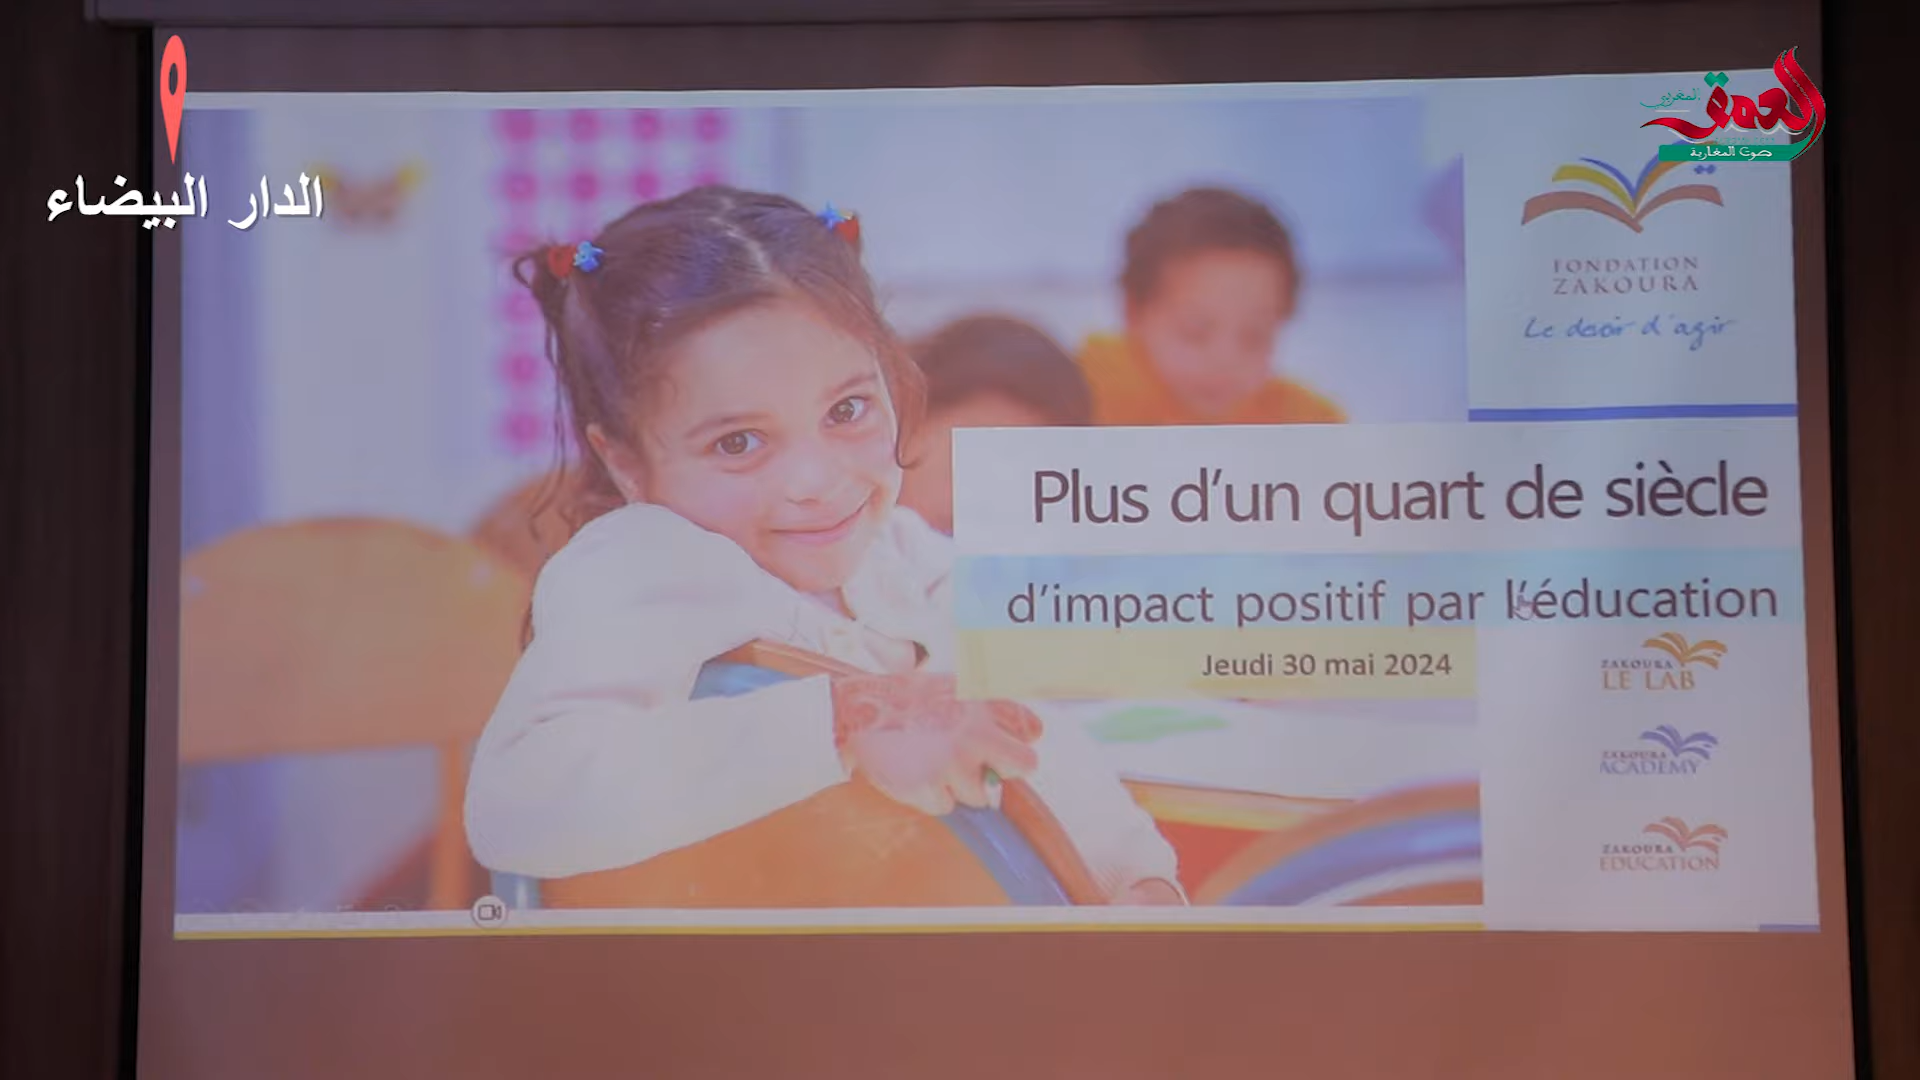 العمق
المغربي
صوت المغاربة
الدار البيضاء
FONDATION
ZAKOURA
Le devoir d'agir
Plus d'un quart de siècle
d'impact positif par l'éducation
Jeudi 30 mai 2024
ZAKOURA
LE LAB
ZAKOURA
ACADEMY
ZAKOURA
EDUCATION